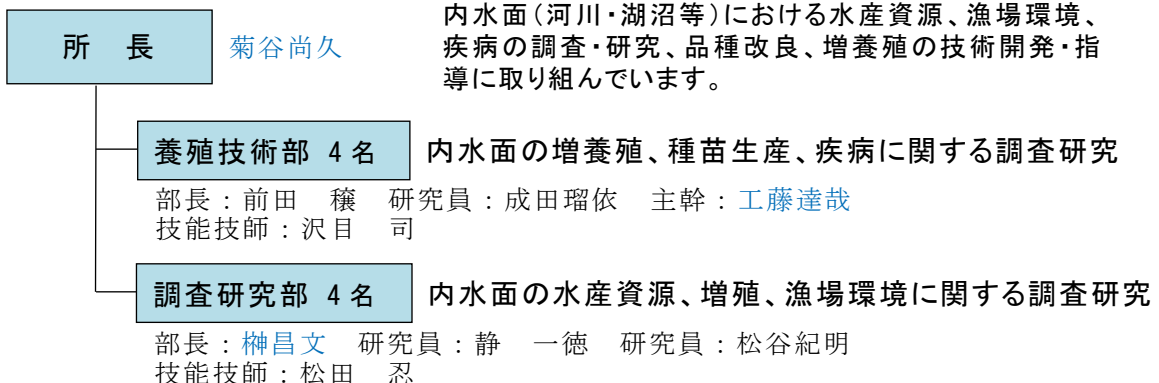 所　長　菊谷尚久
内水面（河川・湖沼等）における水産資源、漁場環境、
疾病の調査・研究、品種改良、増養殖の技術開発・指
導に取り組んでいます。
養殖技術部 4名　内水面の増養殖、種苗生産、疾病に関する調査研究
部長：前田　穣　研究員：成田瑠依　主幹：工藤達哉
技能技師：沢目　司
調査研究部 4名　内水面の水産資源、増殖、漁場環境に関する調査研究
部長：榊昌文　研究員：静　一徳　研究員：松谷紀明
技能技師：松田　忍